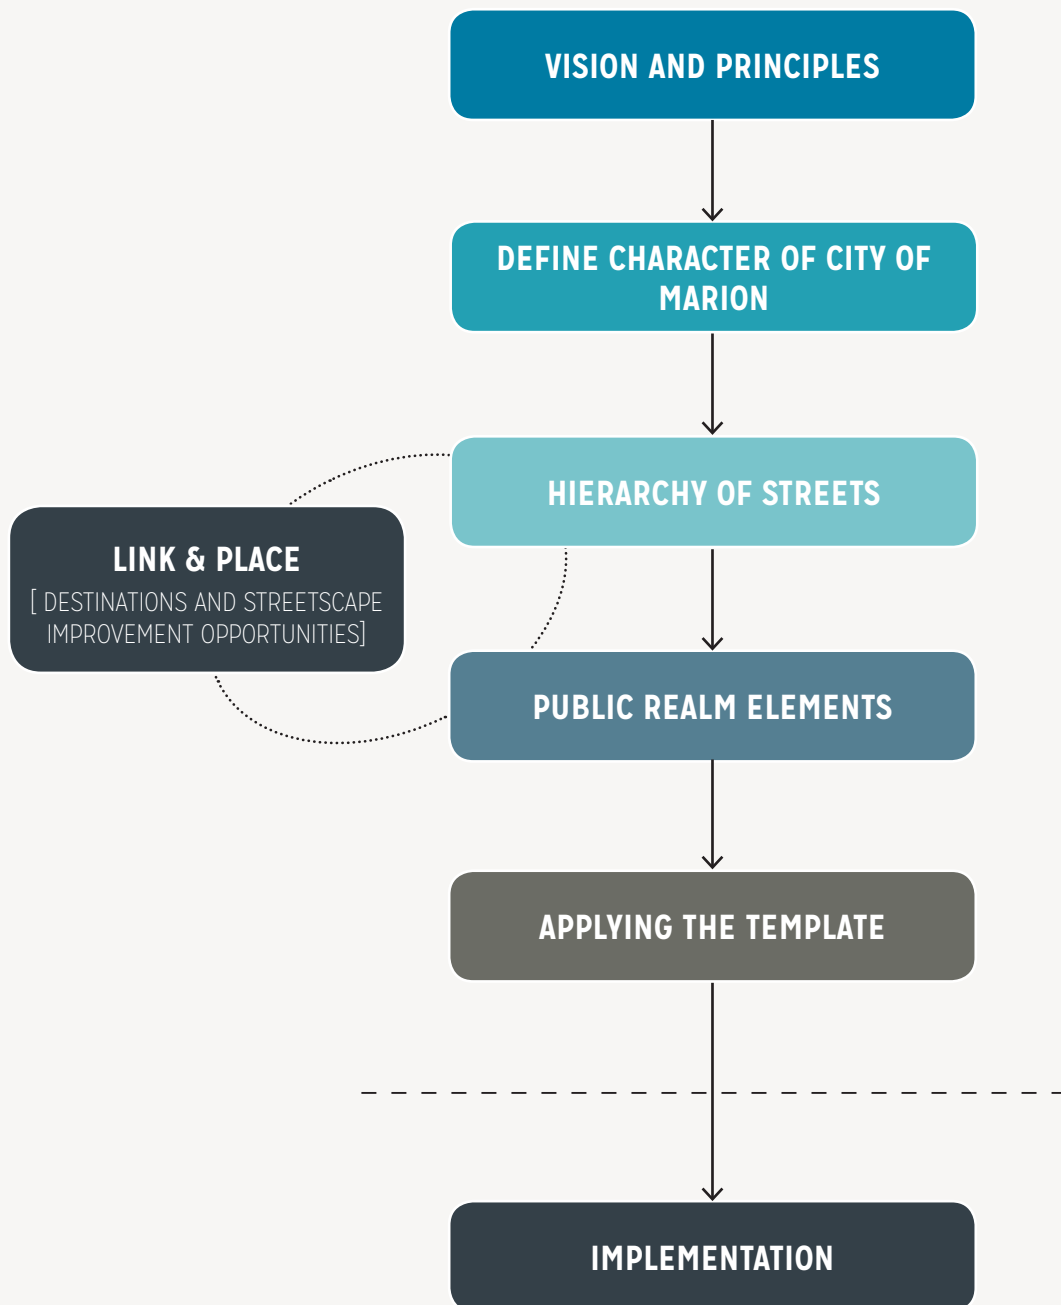 VISION AND PRINCIPLES
DEFINE CHARACTER OF CITY OF
MARION
HIERARCHY OF STREETS
LINK & PLACE
[ DESTINATIONS AND STREETSCAPE
IMPROVEMENT OPPORTUNITIES]
PUBLIC REALM ELEMENTS
APPLYING THE TEMPLATE
IMPLEMENTATION